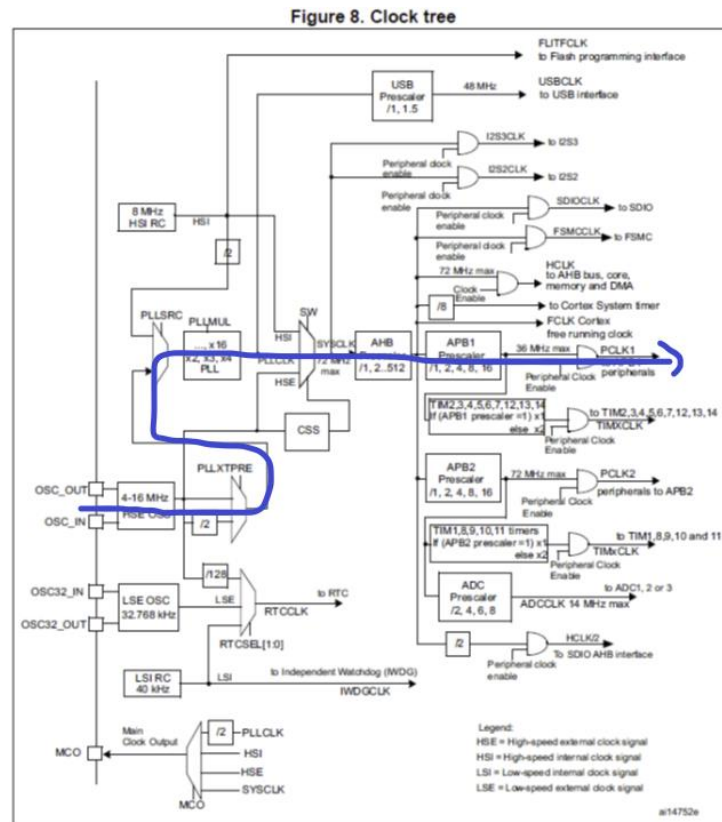 Figure 8. Clock tree
FLITFCLK
to Flash programming interface
USB
Prescaler
/1, 1.5
48 MHz
USBCLK
to USB interface
I2S3CLK
to I2S3
Peripheral clock
enable
I2S2CLK
to I2S2
Peripheral clock
enable
8 MHz
HSI RC
HSI
SDIOCLK
to SDIO
Peripheral clock
enable
FSMCCLK
to FSMC
Peripheral clock
enable
/2
HCLK
to AHB bus, core,
memory and DMA
72 MHz max
Clock
Enable
/8
to Cortex System timer
FCLK Cortex
free running clock
PLLSRC
PLLMUL
..., x16
x2, x3, x4
PLL
SW
HSI
PLLCLK
HSE
SYSCLK
72 MHz
max
AHB
/1, 2..512
APB1
Prescaler
/1, 2, 4, 8, 16
36 MHz max
PCLK1
peripherals
Peripheral Clock
Enable
TIM2,3,4,5,6,7,12,13,14
If (APB1 prescaler =1) x1
else x2
to TIM2,3,4,5,6,7,12,13,14
TIMXCLK
Peripheral Clock
Enable
CSS
PLLXTPRE
OSC_OUT
OSC_IN
4-16 MHz
HSE OSC
/2
APB2
Prescaler
/1, 2, 4, 8, 16
72 MHz max
PCLK2
peripherals to APB2
Peripheral Clock
Enable
TIM1,8,9,10,11 timers
If (APB2 prescaler =1) x1
else x2
to TIM1,8,9,10 and 11
TIMxCLK
Peripheral Clock
Enable
/128
OSC32_IN
OSC32_OUT
LSE OSC
32.768 kHz
LSE
to RTC
RTCCLK
RTCSEL[1:0]
ADC
Prescaler
/2, 4, 6, 8
to ADC1, 2 or 3
ADCCLK 14 MHz max
/2
HCLK/2
To SDIO AHB interface
Peripheral clock
enable
LSI RC
40 kHz
LSI
to Independent Watchdog (IWDG)
IWDGCLK
Main
Clock Output
MCO
/2
PLLCLK
HSI
HSE
SYSCLK
MCO
Legend:
HSE = High-speed external clock signal
HSI = High-speed internal clock signal
LSI = Low-speed internal clock signal
LSE = Low-speed external clock signal
ai14752e